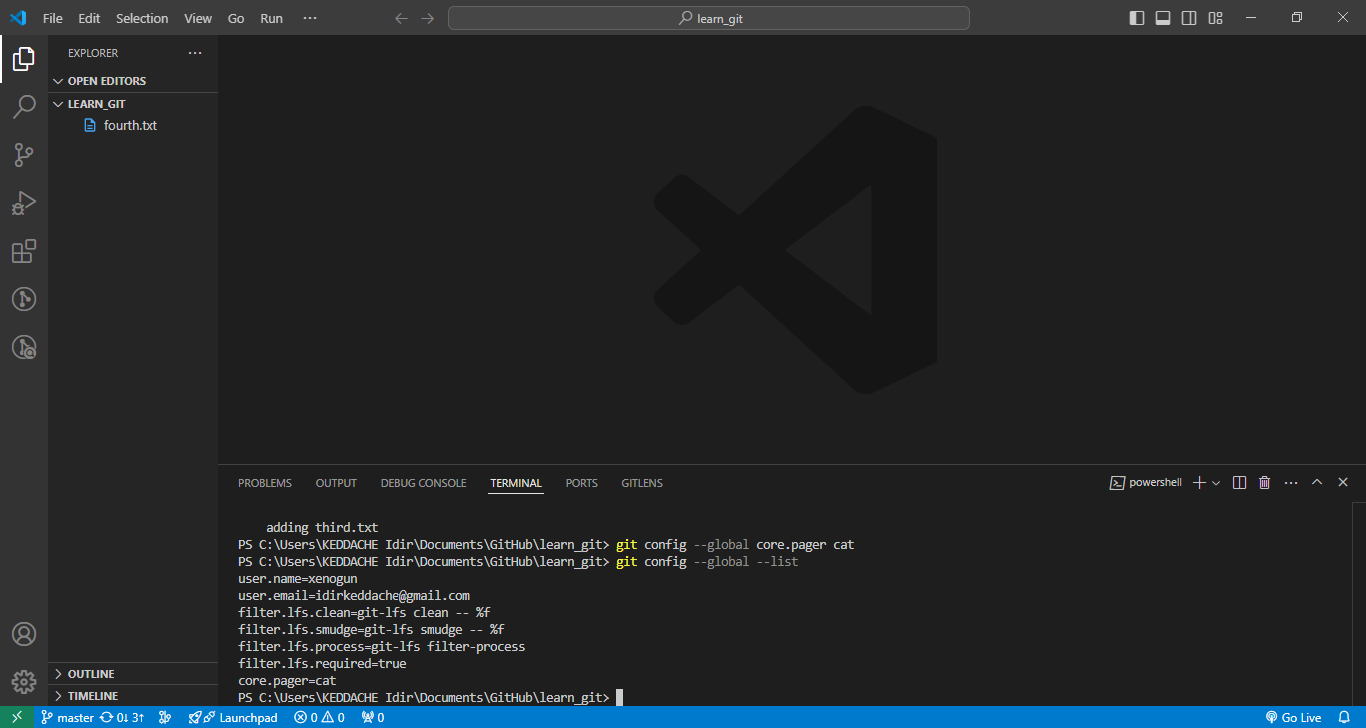 File Edit Selection View Go Run ···
learn_git
EXPLORER ···
OPEN EDITORS
LEARN_GIT
fourth.txt
OUTLINE
TIMELINE
PROBLEMS OUTPUT DEBUG CONSOLE TERMINAL PORTS GITLENS
powershell
adding third.txt
PS C:\Users\KEDDACHE Idir\Documents\GitHub\learn_git> git config --global core.pager cat
PS C:\Users\KEDDACHE Idir\Documents\GitHub\learn_git> git config --global --list
user.name=xenogun
user.email=idirkeddache@gmail.com
filter.lfs.clean=git-lfs clean -- %f
filter.lfs.smudge=git-lfs smudge -- %f
filter.lfs.process=git-lfs filter-process
filter.lfs.required=true
core.pager=cat
PS C:\Users\KEDDACHE Idir\Documents\GitHub\learn_git>
master 0↓ 3↑ Launchpad 0 0 0 Go Live